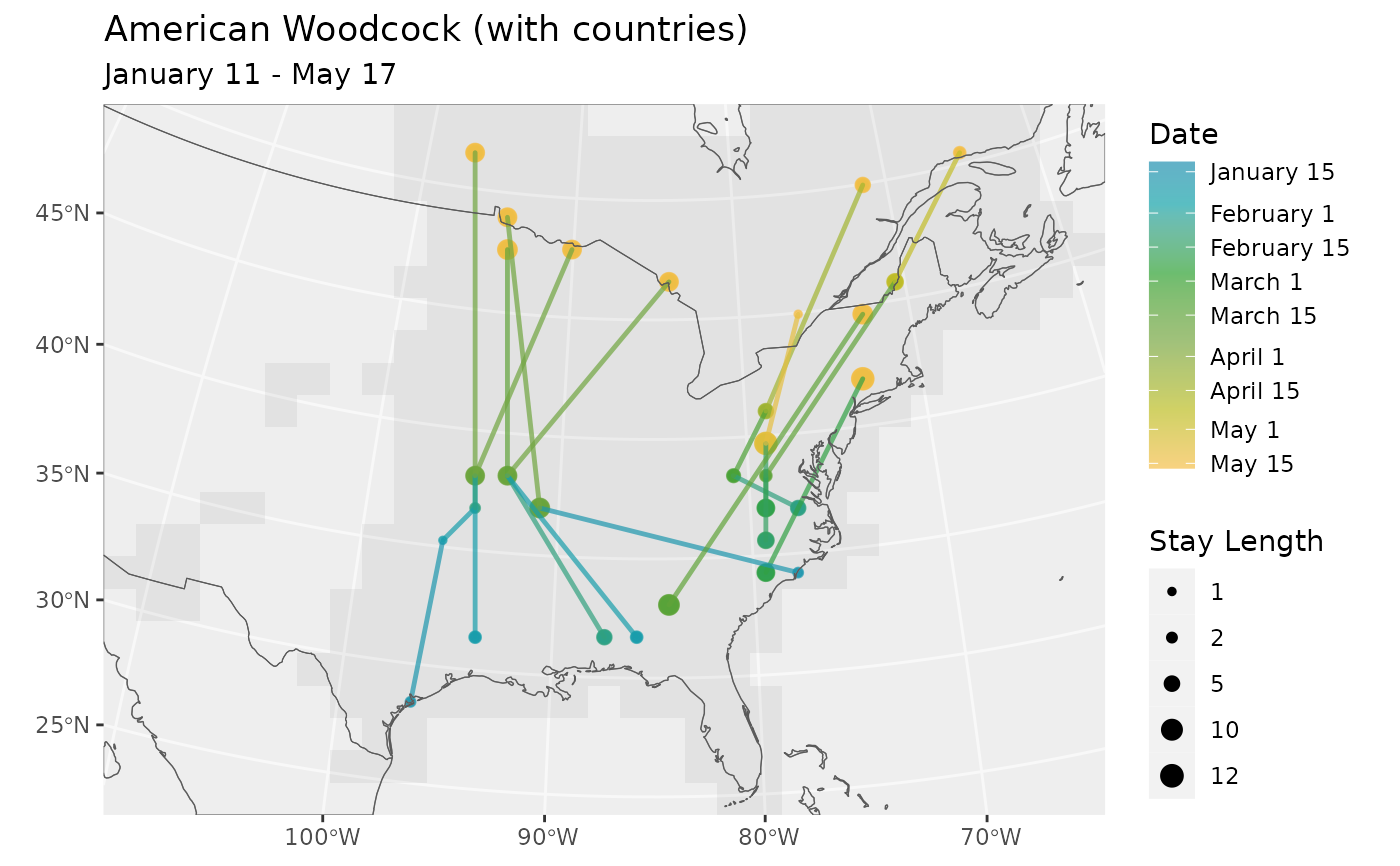 American Woodcock (with countries)
January 11 - May 17
45°N
40°N
35°N
30°N
25°N
100°W
90°W
80°W
70°W
Date
January 15
February 1
February 15
March 1
March 15
April 1
April 15
May 1
May 15
Stay Length
1
2
5
10
12